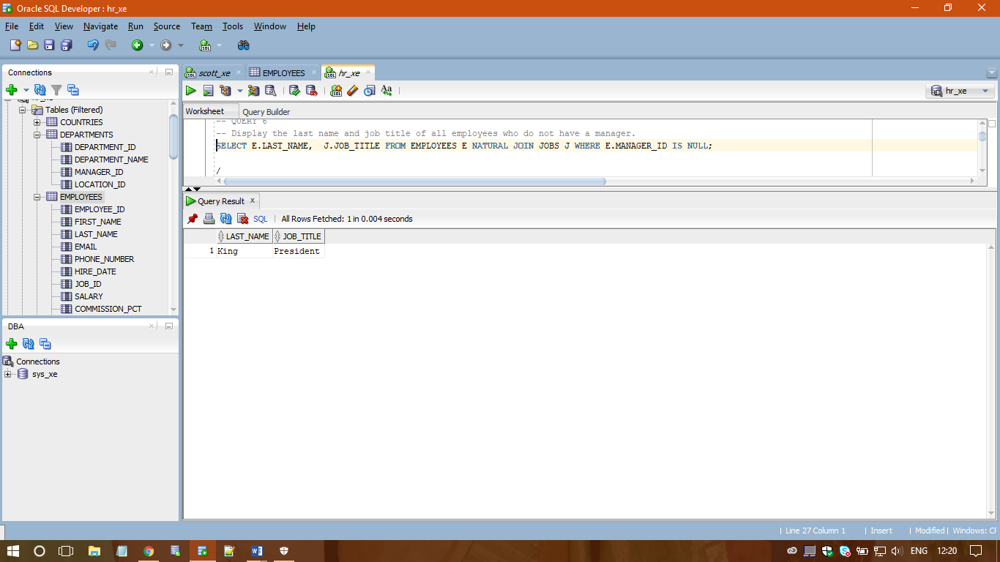 Oracle SQL Developer : hr_xe
File Edit View Navigate Run Source Team Tools Window Help
Connections
Tables (Filtered)
COUNTRIES
DEPARTMENTS
DEPARTMENT_ID
DEPARTMENT_NAME
MANAGER_ID
LOCATION_ID
EMPLOYEES
EMPLOYEE_ID
FIRST_NAME
LAST_NAME
EMAIL
PHONE_NUMBER
HIRE_DATE
JOB_ID
SALARY
COMMISSION_PCT
DBA
Connections
sys_xe
scott_xe EMPLOYEES hr_xe
hr_xe
Worksheet Query Builder
-- QUERY 6
-- Display the last name and job title of all employees who do not have a manager.
SELECT E.LAST_NAME,  J.JOB_TITLE FROM EMPLOYEES E NATURAL JOIN JOBS J WHERE E.MANAGER_ID IS NULL;
/
Query Result x
SQL | All Rows Fetched: 1 in 0.004 seconds
LAST_NAME JOB_TITLE
1 King President
| Line 27 Column 1 | Insert | Modified | Windows: CR
ENG 12:20